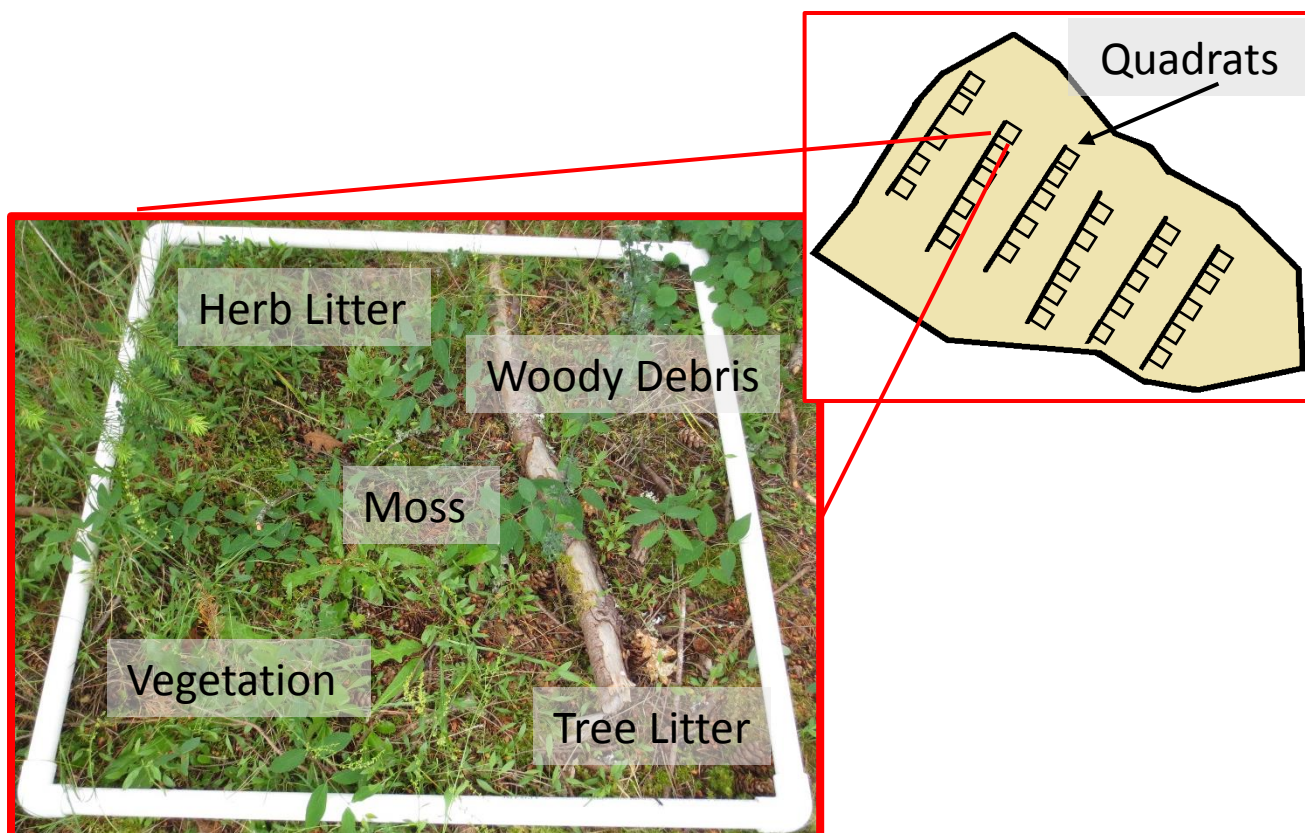 Quadrats
Herb Litter
Woody Debris
Moss
Vegetation
Tree Litter